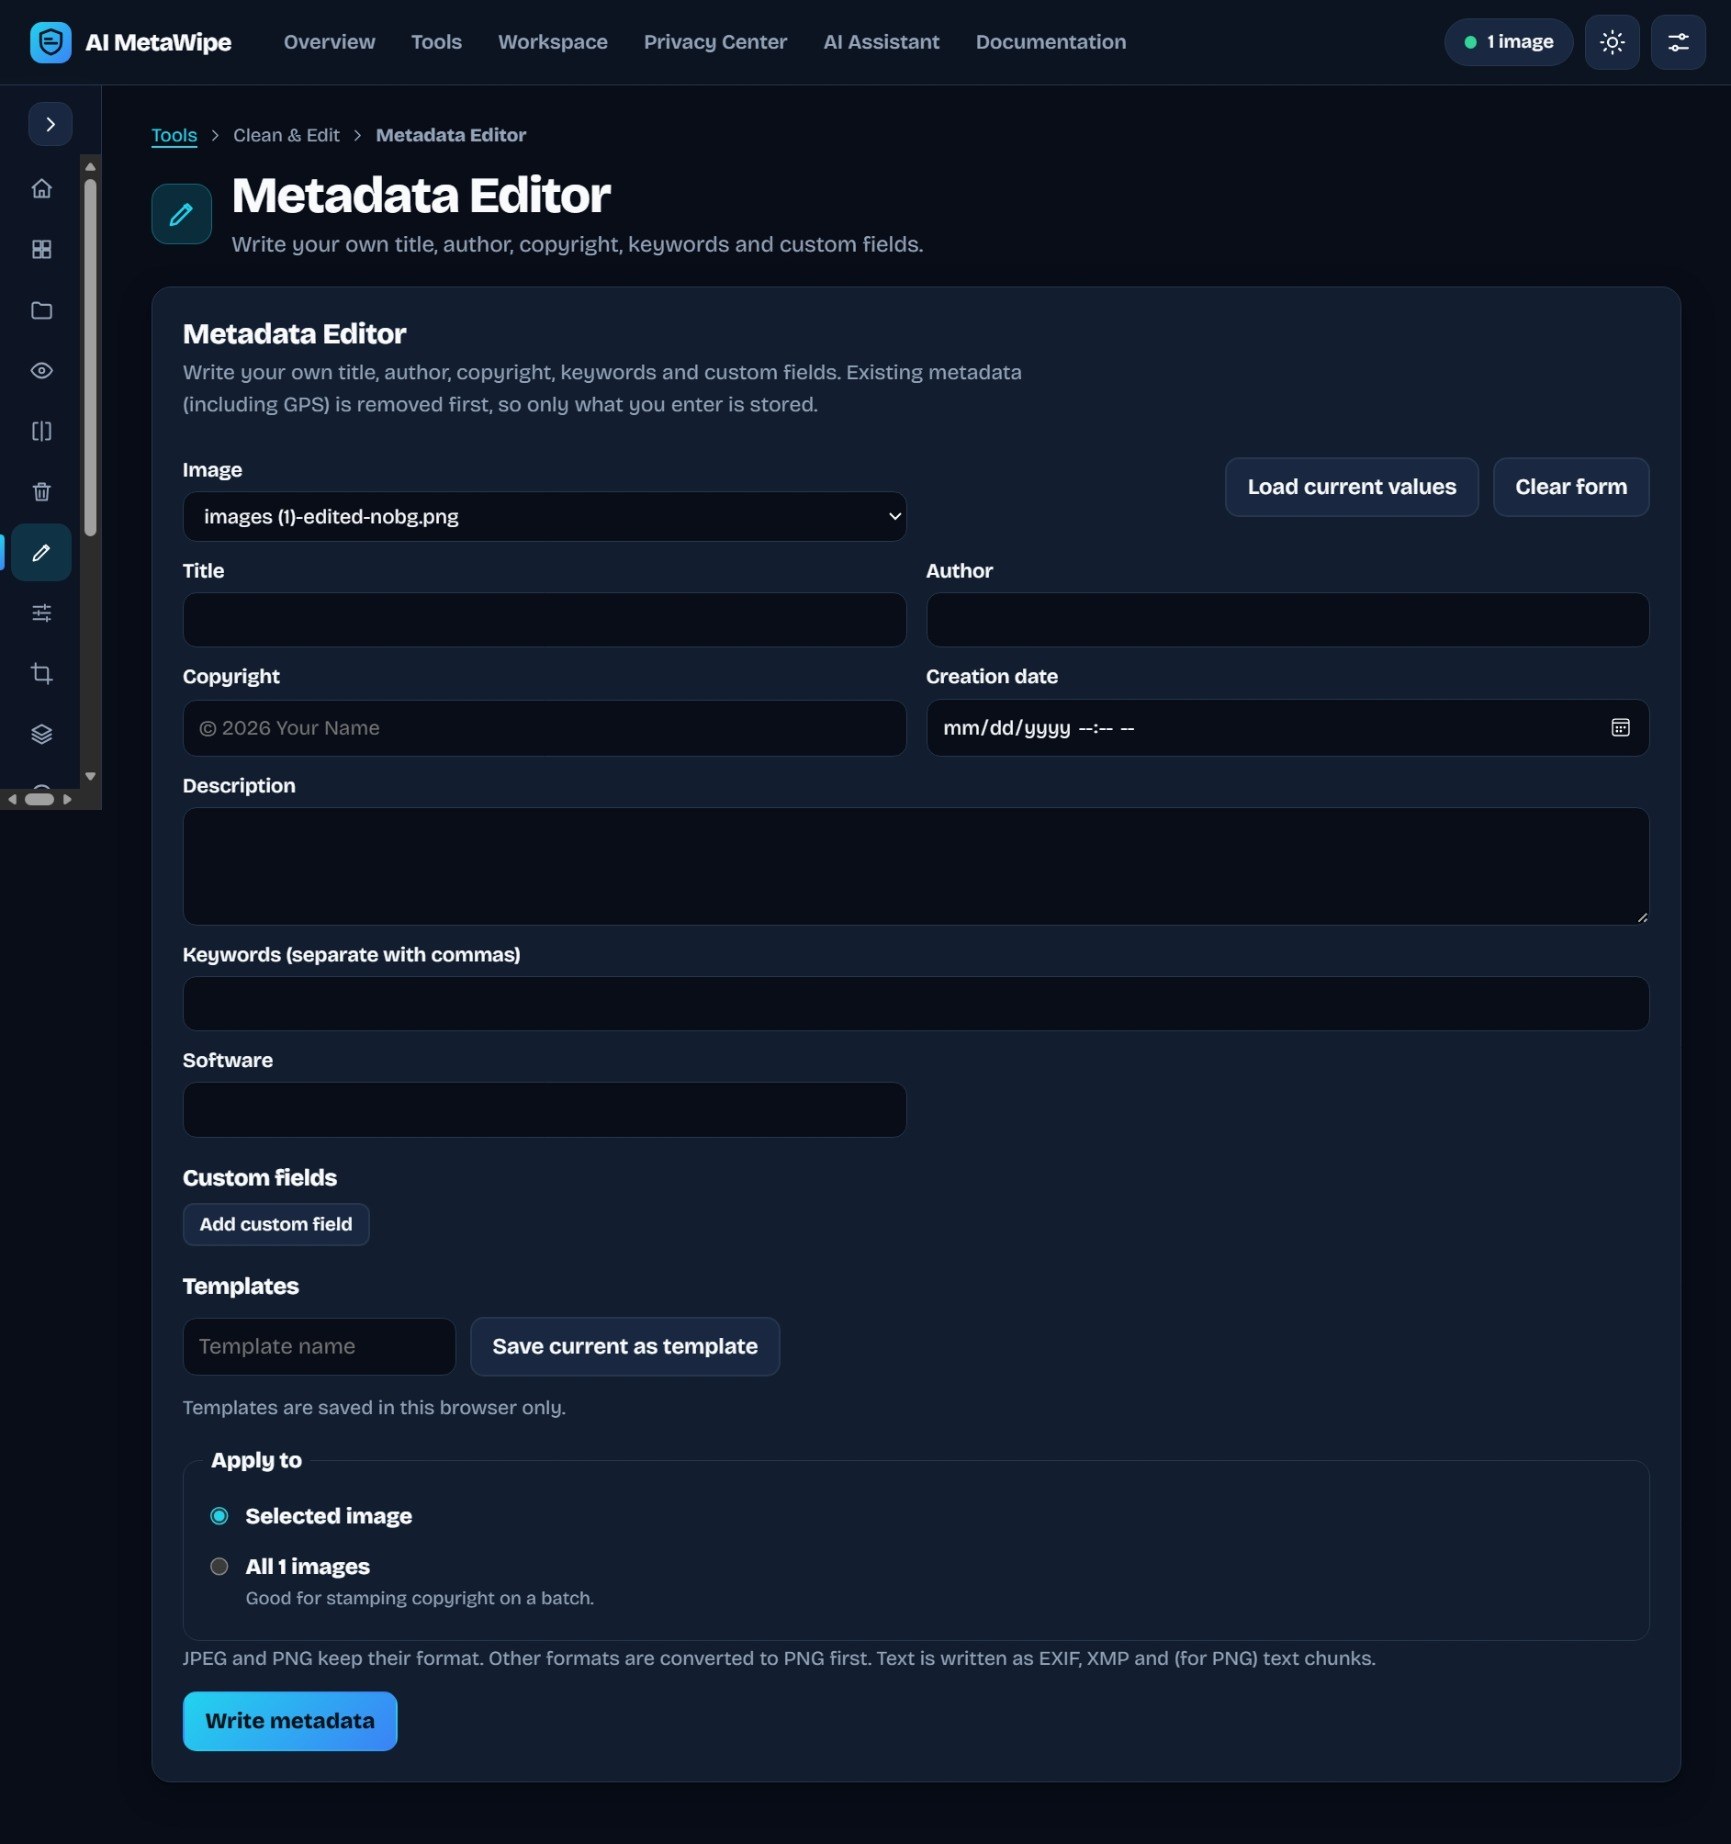 AI MetaWipe
Overview
Tools
Workspace
Privacy Center
AI Assistant
Documentation
1 image
Tools > Clean & Edit > Metadata Editor
Metadata Editor
Write your own title, author, copyright, keywords and custom fields.
Metadata Editor
Write your own title, author, copyright, keywords and custom fields. Existing metadata
(including GPS) is removed first, so only what you enter is stored.
Image
images (1)-edited-nobg.png
Load current values
Clear form
Title
Author
Copyright
© 2026 Your Name
Creation date
mm/dd/yyyy --:-- --
Description
Keywords (separate with commas)
Software
Custom fields
Add custom field
Templates
Template name
Save current as template
Templates are saved in this browser only.
Apply to
Selected image
All 1 images
Good for stamping copyright on a batch.
JPEG and PNG keep their format. Other formats are converted to PNG first. Text is written as EXIF, XMP and (for PNG) text chunks.
Write metadata